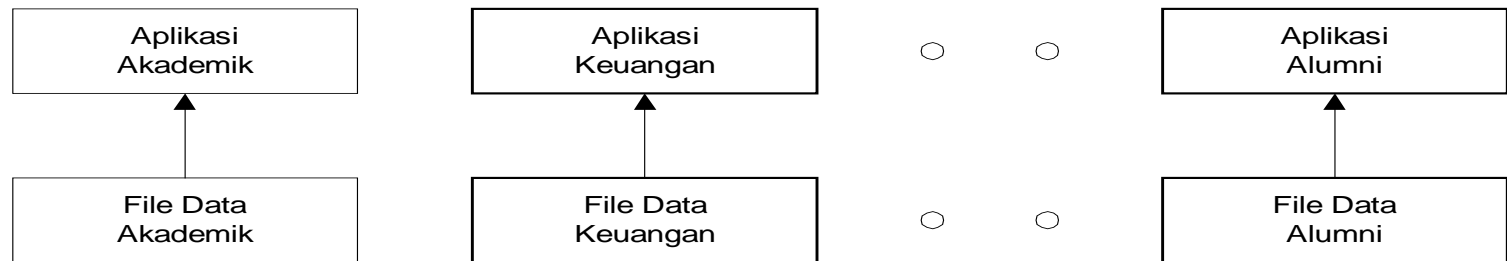 Aplikasi
Akademik
Aplikasi
Keuangan
Aplikasi
Alumni
File Data
Akademik
File Data
Keuangan
File Data
Alumni